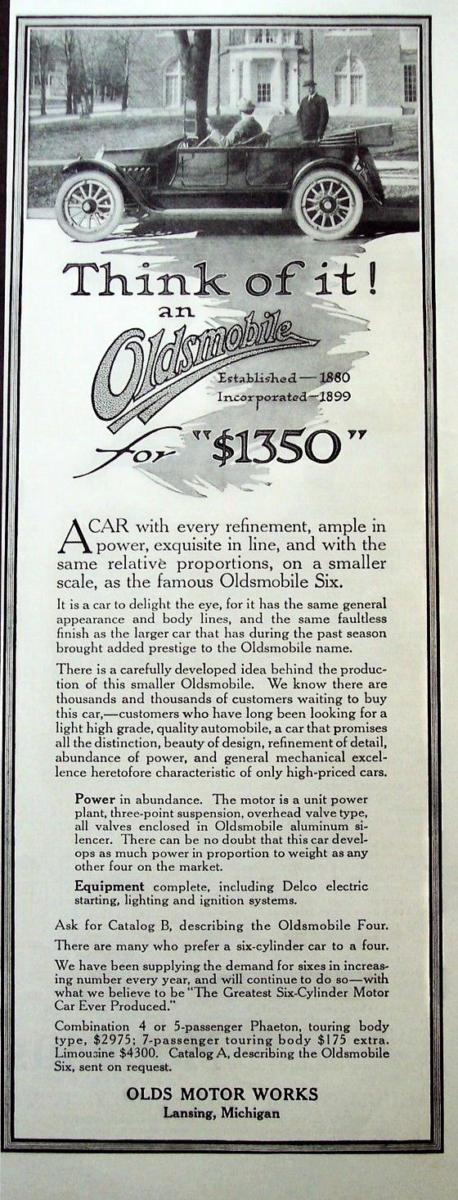 Think of it!
an
Oldsmobile
Established—1880
Incorporated—1899
for "$1350"
A CAR with every refinement, ample in
power, exquisite in line, and with the
same relative proportions, on a smaller
scale, as the famous Oldsmobile Six.
It is a car to delight the eye, for it has the same general
appearance and body lines, and the same faultless
finish as the larger car that has during the past season
brought added prestige to the Oldsmobile name.
There is a carefully developed idea behind the produc-
tion of this smaller Oldsmobile. We know there are
thousands and thousands of customers waiting to buy
this car,—customers who have long been looking for a
light high grade, quality automobile, a car that promises
all the distinction, beauty of design, refinement of detail,
abundance of power, and general mechanical excel-
lence heretofore characteristic of only high-priced cars.
Power in abundance. The motor is a unit power
plant, three-point suspension, overhead valve type,
all valves enclosed in Oldsmobile aluminum si-
lencer. There can be no doubt that this car devel-
ops as much power in proportion to weight as any
other four on the market.
Equipment complete, including Delco electric
starting, lighting and ignition systems.
Ask for Catalog B, describing the Oldsmobile Four.
There are many who prefer a six-cylinder car to a four.
We have been supplying the demand for sixes in increas-
ing number every year, and will continue to do so—with
what we believe to be "The Greatest Six-Cylinder Motor
Car Ever Produced."
Combination 4 or 5-passenger Phaeton, touring body
type, $2975; 7-passenger touring body $175 extra.
Limousine $4300. Catalog A, describing the Oldsmobile
Six, sent on request.
OLDS MOTOR WORKS
Lansing, Michigan